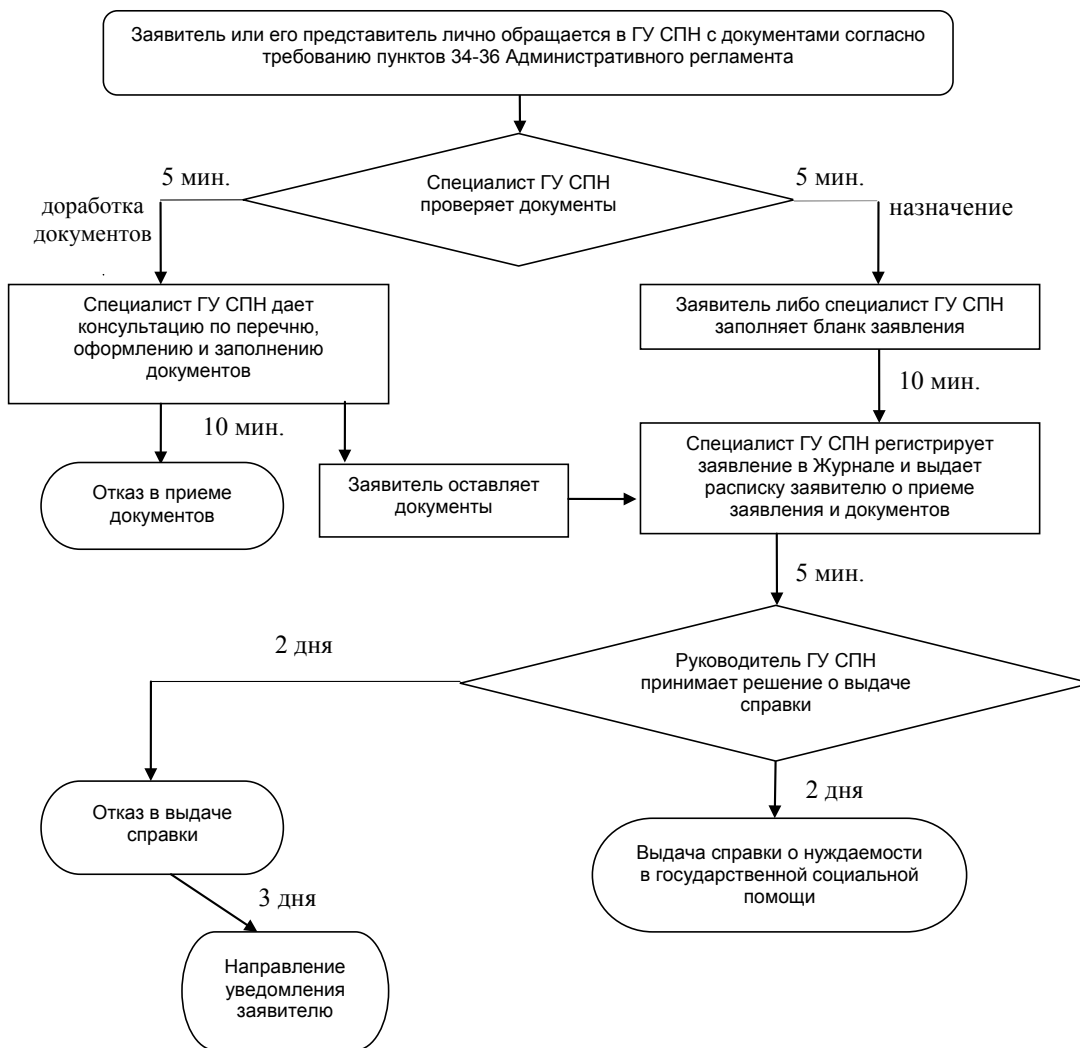 Заявитель или его представитель лично обращается в ГУ СПН с документами согласно
требованию пунктов 34-36 Административного регламента
5 мин.
Специалист ГУ СПН
проверяет документы
5 мин.
доработка
документов
назначение
Специалист ГУ СПН дает
консультацию по перечню,
оформлению и заполнению
документов
Заявитель либо специалист ГУ СПН
заполняет бланк заявления
10 мин.
10 мин.
Отказ в приеме
документов
Заявитель оставляет
документы
Специалист ГУ СПН регистрирует
заявление в Журнале и выдает
расписку заявителю о приеме
заявления и документов
5 мин.
2 дня
Руководитель ГУ СПН
принимает решение о выдаче
справки
Отказ в выдаче
справки
2 дня
Выдача справки о нуждаемости
в государственной социальной
помощи
3 дня
Направление
уведомления
заявителю